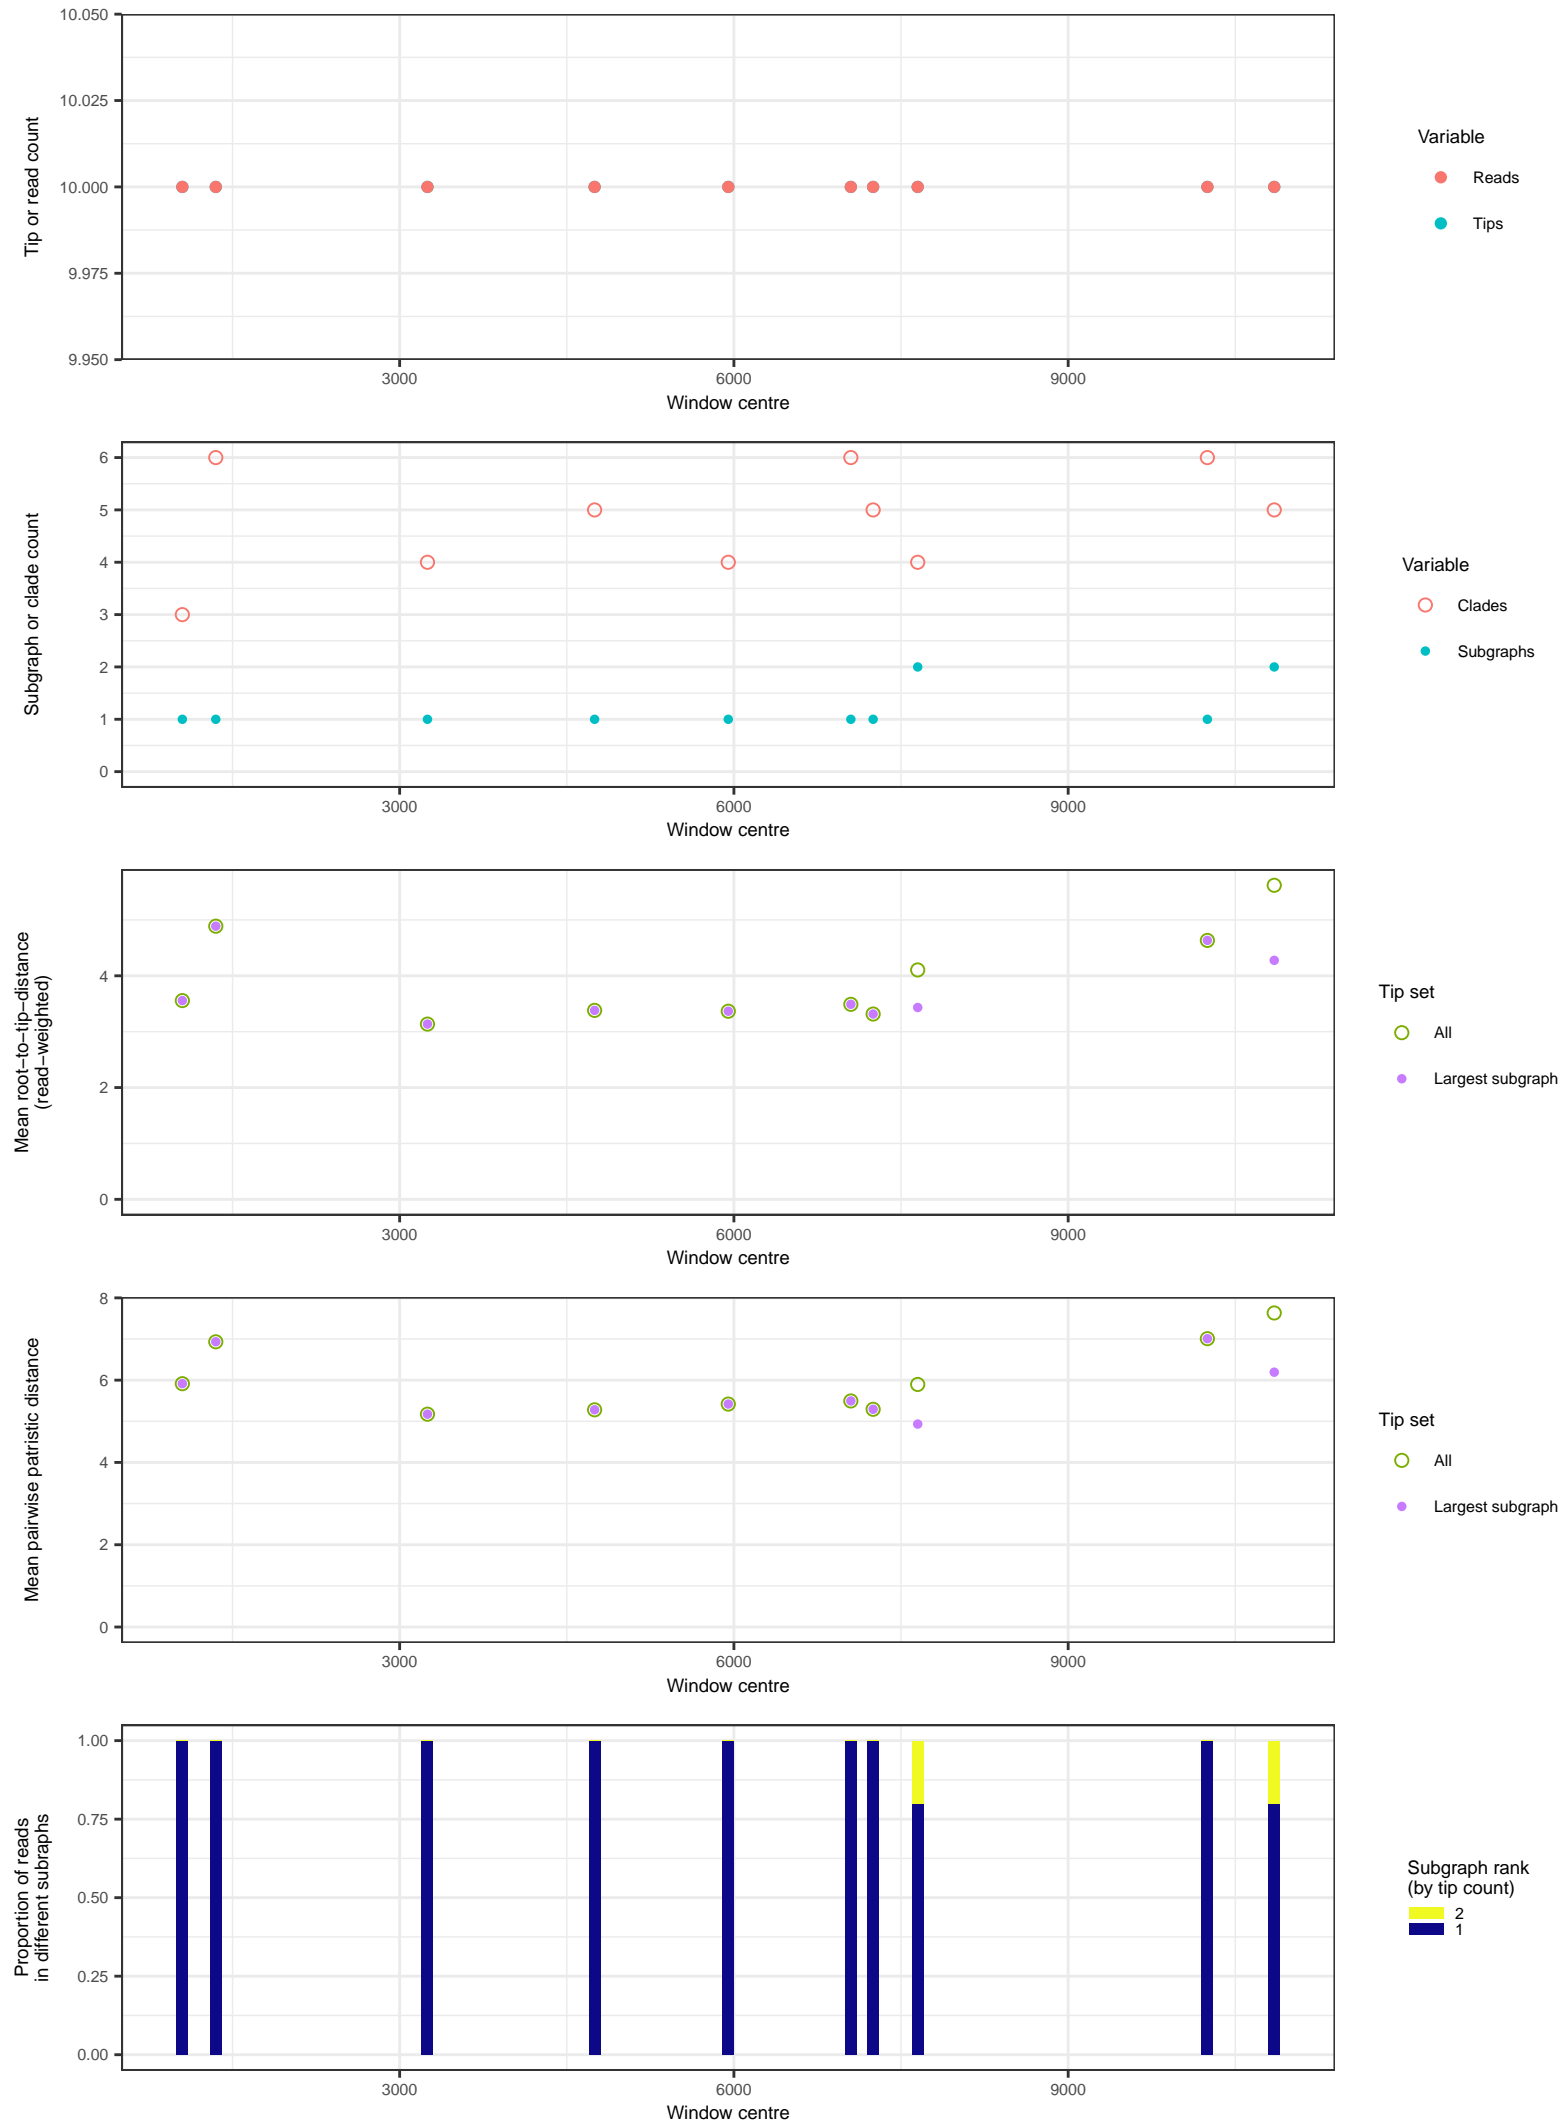 10.050
10.025
10.000
9.975
9.950
Tip or read count
3000 6000 9000
Window centre
Variable
Reads
Tips
6
5
4
3
2
1
0
Subgraph or clade count
3000 6000 9000
Window centre
Variable
Clades
Subgraphs
4
2
0
Mean root−to−tip−distance
(read−weighted)
3000 6000 9000
Window centre
Tip set
All
Largest subgraph
8
6
4
2
0
Mean pairwise patristic distance
3000 6000 9000
Window centre
Tip set
All
Largest subgraph
1.00
0.75
0.50
0.25
0.00
Proportion of reads
in different subraphs
3000 6000 9000
Window centre
Subgraph rank
(by tip count)
2
1